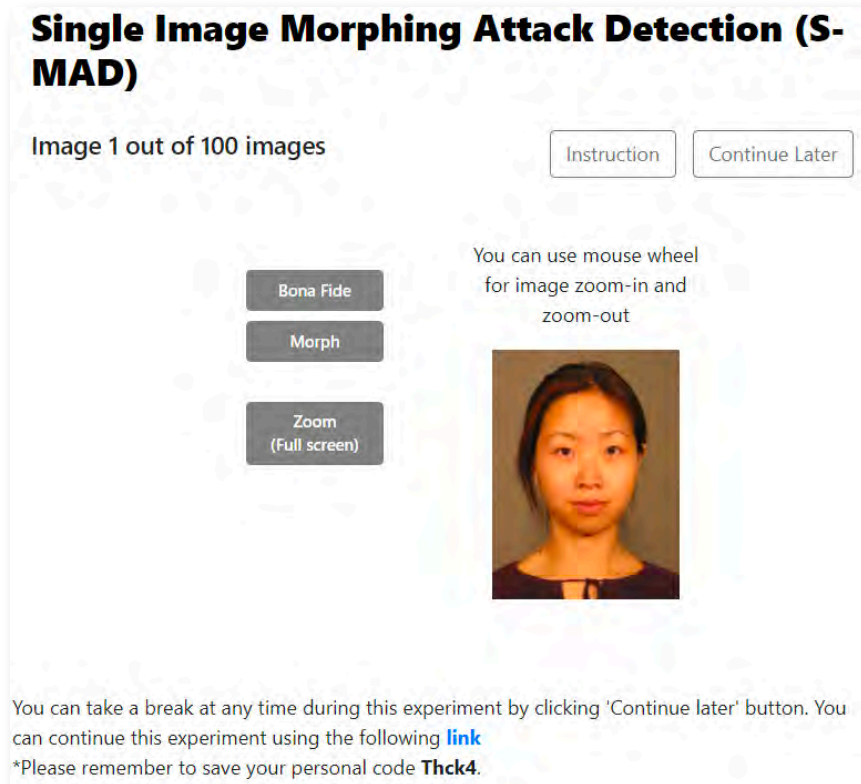 Single Image Morphing Attack Detection (S-
MAD)
Image 1 out of 100 images
Instruction
Continue Later
You can use mouse wheel
for image zoom-in and
zoom-out
Bona Fide
Morph
Zoom
(Full screen)
You can take a break at any time during this experiment by clicking 'Continue later' button. You
can continue this experiment using the following link
*Please remember to save your personal code Thck4.